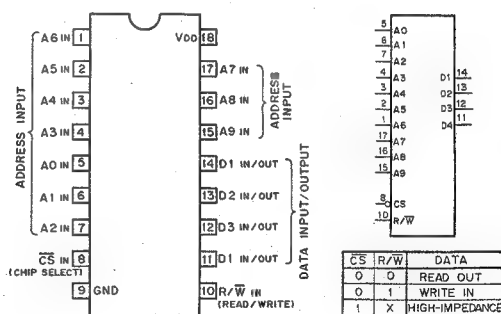 ADDRESS INPUT
A6 IN 1
A5 IN 2
A4 IN 3
A3 IN 4
A0 IN 5
A1 IN 6
A2 IN 7
C̅S̅ IN 8
(CHIP SELECT)
9 GND
VDD 18
17 A7 IN
16 A8 IN
15 A9 IN
ADDRESS
INPUT
14 D1 IN/OUT
13 D2 IN/OUT
12 D3 IN/OUT
11 D1 IN/OUT
DATA INPUT/OUTPUT
10 R/W̅ IN
(READ/WRITE)
5 A0
6 A1
7 A2
4 A3
3 A4
2 A5
1 A6
17 A7
16 A8
15 A9
8 CS
10 R/W̅
D1 14
D2 13
D3 12
D4 11
C̅S̅ R/W̅ DATA
0 0 READ OUT
0 1 WRITE IN
1 X HIGH-IMPEDANCE